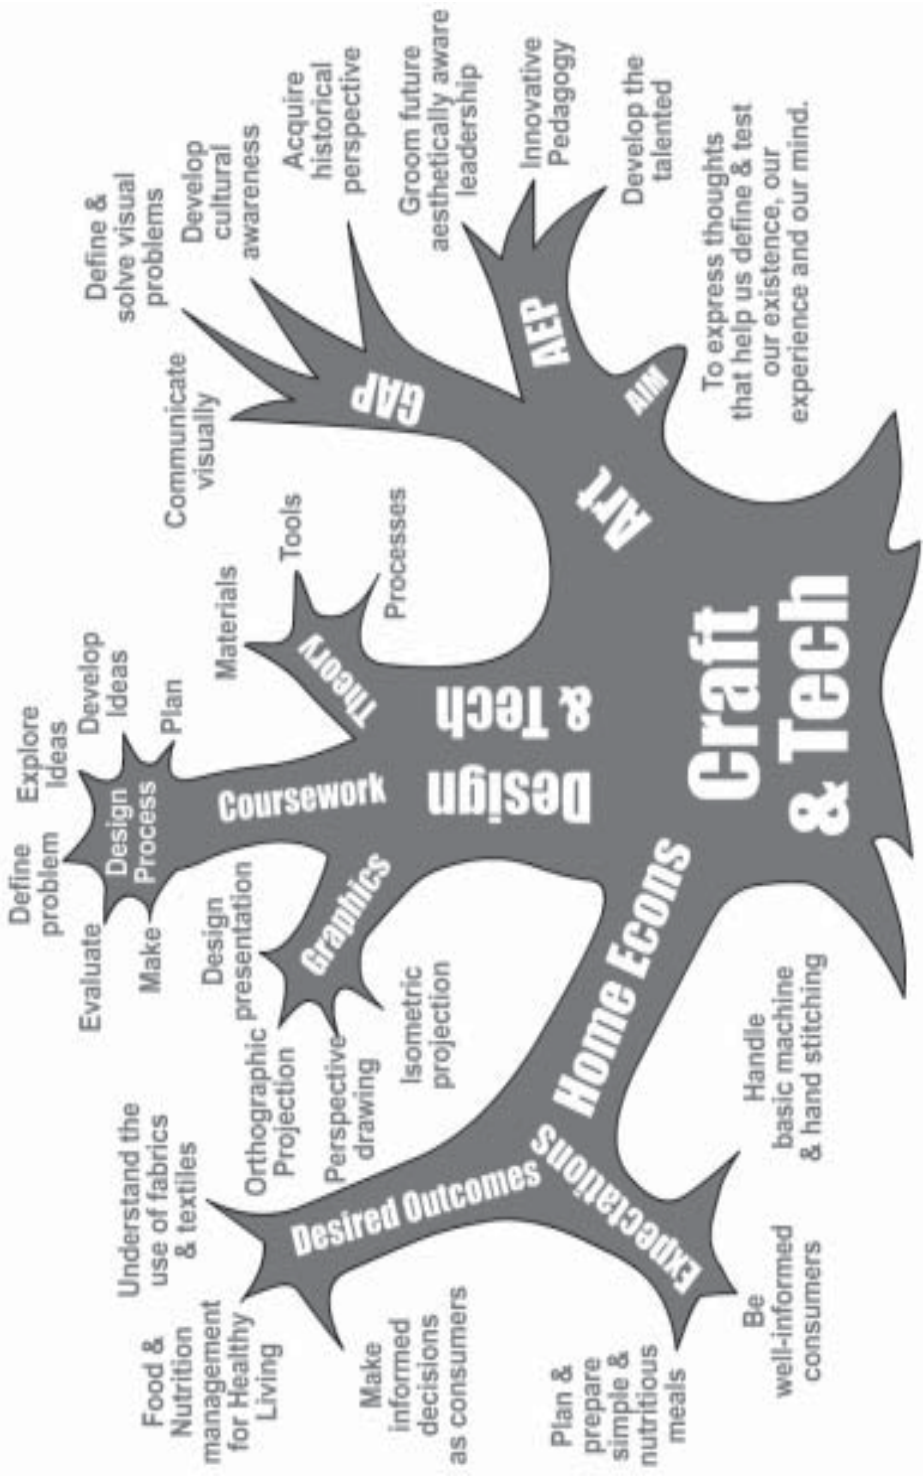 Food &
Nutrition
management
for Healthy
Living
Understand the
use of fabrics
& textiles
Make
informed
decisions
as consumers
Desired Outcomes
Plan &
prepare
simple &
nutritious
meals
Be
well-informed
consumers
Handle
basic machine
& hand stitching
Expectations
Home Econs
Orthographic
Projection
Perspective
drawing
Isometric
projection
Design
presentation
Graphics
Evaluate
Make
Define
problem
Explore
Ideas
Develop
Ideas
Plan
Design
Process
Coursework
Materials
Tools
Processes
Theory
Design
& Tech
Communicate
visually
Define &
solve visual
problems
Develop
cultural
awareness
Acquire
historical
perspective
GAP
Groom future
aesthetically aware
leadership
Innovative
Pedagogy
Develop the
talented
AEP
AIM
To express thoughts
that help us define & test
our existence, our
experience and our mind.
Art
Craft
& Tech